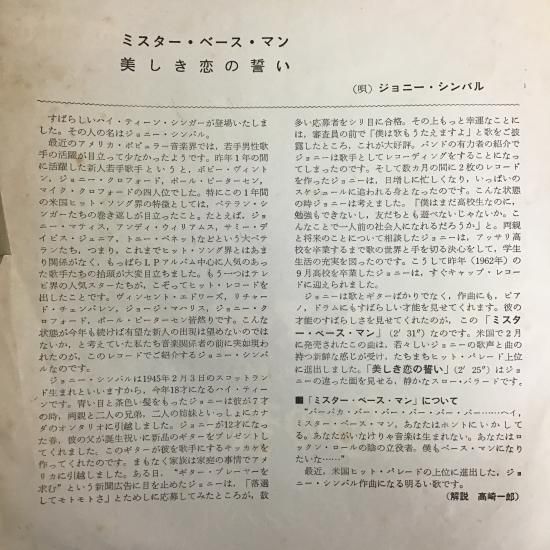 ミスター・ベース・マン
美しき恋の誓い
(唄) ジョニー・シンバル
すばらしいハイ・ティーン・シンガーが登場いたしま
した。その人の名はジョニー・シンバル。
最近のアメリカ・ポピュラー音楽界では、若手男性歌
手の活躍が目立って少なかったようです。昨年1年の間
に活躍した新人若手歌手というと、ボビー・ヴィント
ン、ジョニー・クロフォード、ポール・ピーターセン、
マイク・クロフォードの四人位でした。特にこの1年間
の米国ヒット・ソング界の特徴としては、ベテラン・シ
ンガーたちの巻き返しが目立ったこと。たとえば、ジョ
ニー・マティス、アンディ・ウィリアムス、サミー・デ
イビス・ジュニア、トニー・ベネットなどという大ベテ
ランたち、つまり、これまでヒット・ソング界とはあま
り関係がなく、もっぱらLPアルバム中心に人気のあっ
た歌手たちの抬頭が大変目立ちました。もう一つはテレ
ビ界の人気スターたちが、こぞってヒット・レコードを
出したことです。ヴィンセント・エドワーズ、リチャー
ド・チェンバレン、ジョージ・マハリス、ジョニー・ク
ロフォード、ポール・ピーターセン皆然りです。こんな
状態が今年も続けば有望な新人の出現は望めないのでは
ないか、と考えていた私たち音楽関係者の前に突如現わ
れたのが、このレコードでご紹介するジョニー・シンバ
ルなのです。
ジョニー・シンバルは1945年2月3日のスコットラン
ド生まれといいますから、今年18才になるハイ・ティ
ーンです。青い目と茶色い髪をもったジョニーは彼が7才
の時、両親と二人の兄弟、二人の姉妹といっしょにカナ
ダのオンタリオに引越しました。ジョニーが12才になっ
た春、彼の父が誕生祝いに新品のギターをプレゼントし
てくれました。このギターが彼を歌手にするキッカケを
作ってくれたのです。まもなく家族は家庭の事情でアメ
リカに引越しました。ある日、“ギター・プレーヤーを
求む”という新聞広告に目を止めたジョニーは、「落選
してモトモトさ」とためしに応募してみたところが、数
多い応募者をシリ目に合格。その上もっと幸運なことに
は、審査員の前で「僕は歌もうたえますよ」と歌をご披
露したところ、これが大好評。バンドの有力者の紹介で
ジョニーは歌手としてレコーディングをすることになっ
てしまったのです。そして数カ月の間に2枚のレコード
を作ったジョニーは、日増しに忙しくなり、いっぱいの
スケジュールに追われる身となったのです。こんな状態
の時ジョニーは考えました。「僕はまだ高校生なのに、
勉強もできないし、友だちとも遊べないじゃないか。こ
んなことで一人前の社会人になれるだろうか」と。両親
と将来のことについて相談したジョニーは、アッサリ高
校を卒業するまで歌の世界と手を切る決心をして、学生
生活の充実を図ったのです。こうして昨年(1962年)の
9月高校を卒業したジョニーは、すぐキャップ・レコー
ドに迎えられました。
ジョニーは歌とギターばかりでなく、作曲にも、ピア
ノ、ドラムにもすばらしい才能を見せてくれます。彼の
才能のすばらしさを見せてくれたのが、この「ミスタ
ー・ベース・マン」(2′31″)なのです。米国で2月
に発売されたこの曲は、若々しいジョニーの歌声と曲の
持つ新鮮な感じが受け、たちまちヒット・パレード上位
に進出しました。「美しき恋の誓い」(2′25″)はジョ
ニーの違った面を見せる、静かなスロー・バラードです。
■「ミスター・ベース・マン」について
“バーバカ・バー・バー・バー・バー・バー……ヘイ、
ミスター・ベース・マン、あなたはホントにいかして
る。あなたがいなけりゃ音楽は生まれない。あなたはロ
ックン・ロールの陰の立役者。僕もベース・マンになり
たいな……”
最近、米国ヒット・パレードの上位に進出した、ジョ
ニー・シンバル作曲になる明るい歌です。
(解説 高崎一郎)